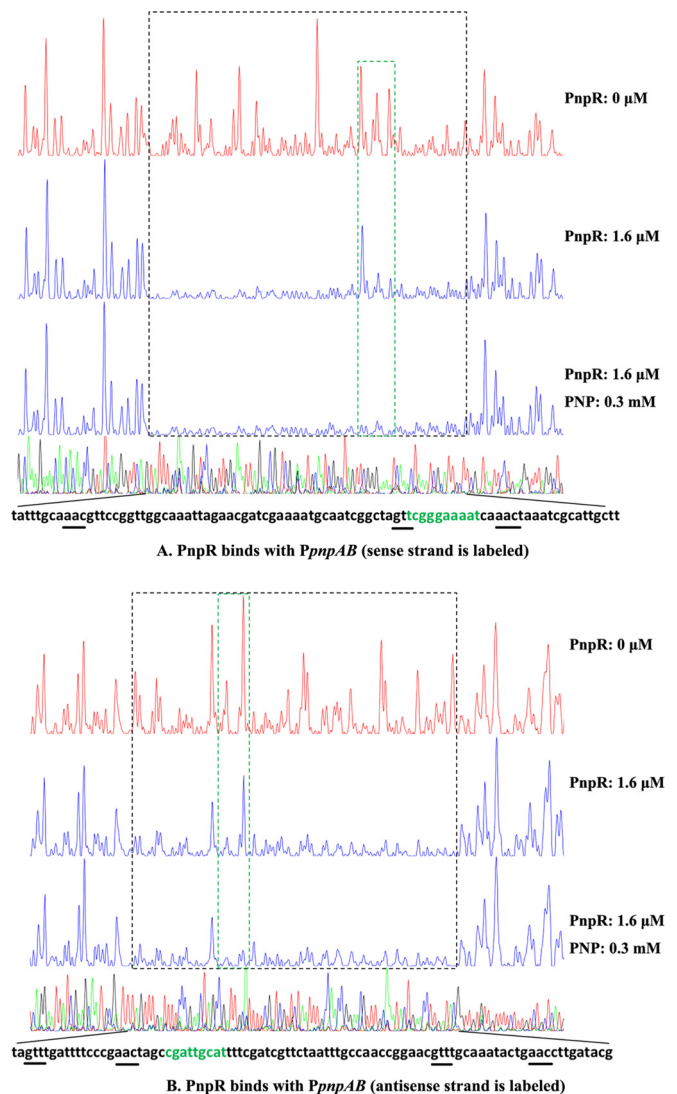 PnpR: 0 μM
PnpR: 1.6 μM
PnpR: 1.6 μM
PNP: 0.3 mM
tatttgcaaacgttccggttggcaaattagaacgatcgaaaatgcaatcggctagttcgggaaaatcaaactaaatcgcattgctt
A. PnpR binds with PpnpAB (sense strand is labeled)
PnpR: 0 μM
PnpR: 1.6 μM
PnpR: 1.6 μM
PNP: 0.3 mM
tagtttgattttcccgaactagccgattgcattttcgatcgttctaatttgccaaccggaacgtttgcaaatactgaaccttgatacg
B. PnpR binds with PpnpAB (antisense strand is labeled)